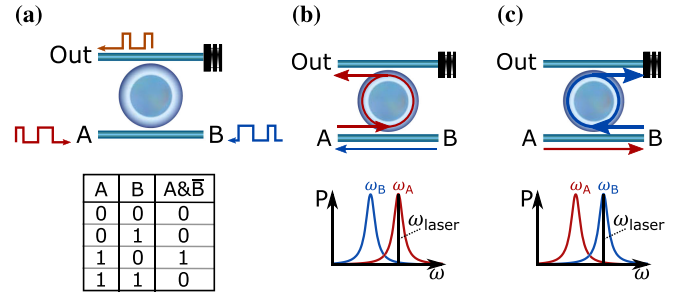 (a)
Out
A
B
A B A&B̅
0 0 0
0 1 0
1 0 1
1 1 0
(b)
Out
A
B
P
ω_B
ω_A
ω_laser
ω
(c)
Out
A
B
P
ω_A
ω_B
ω_laser
ω